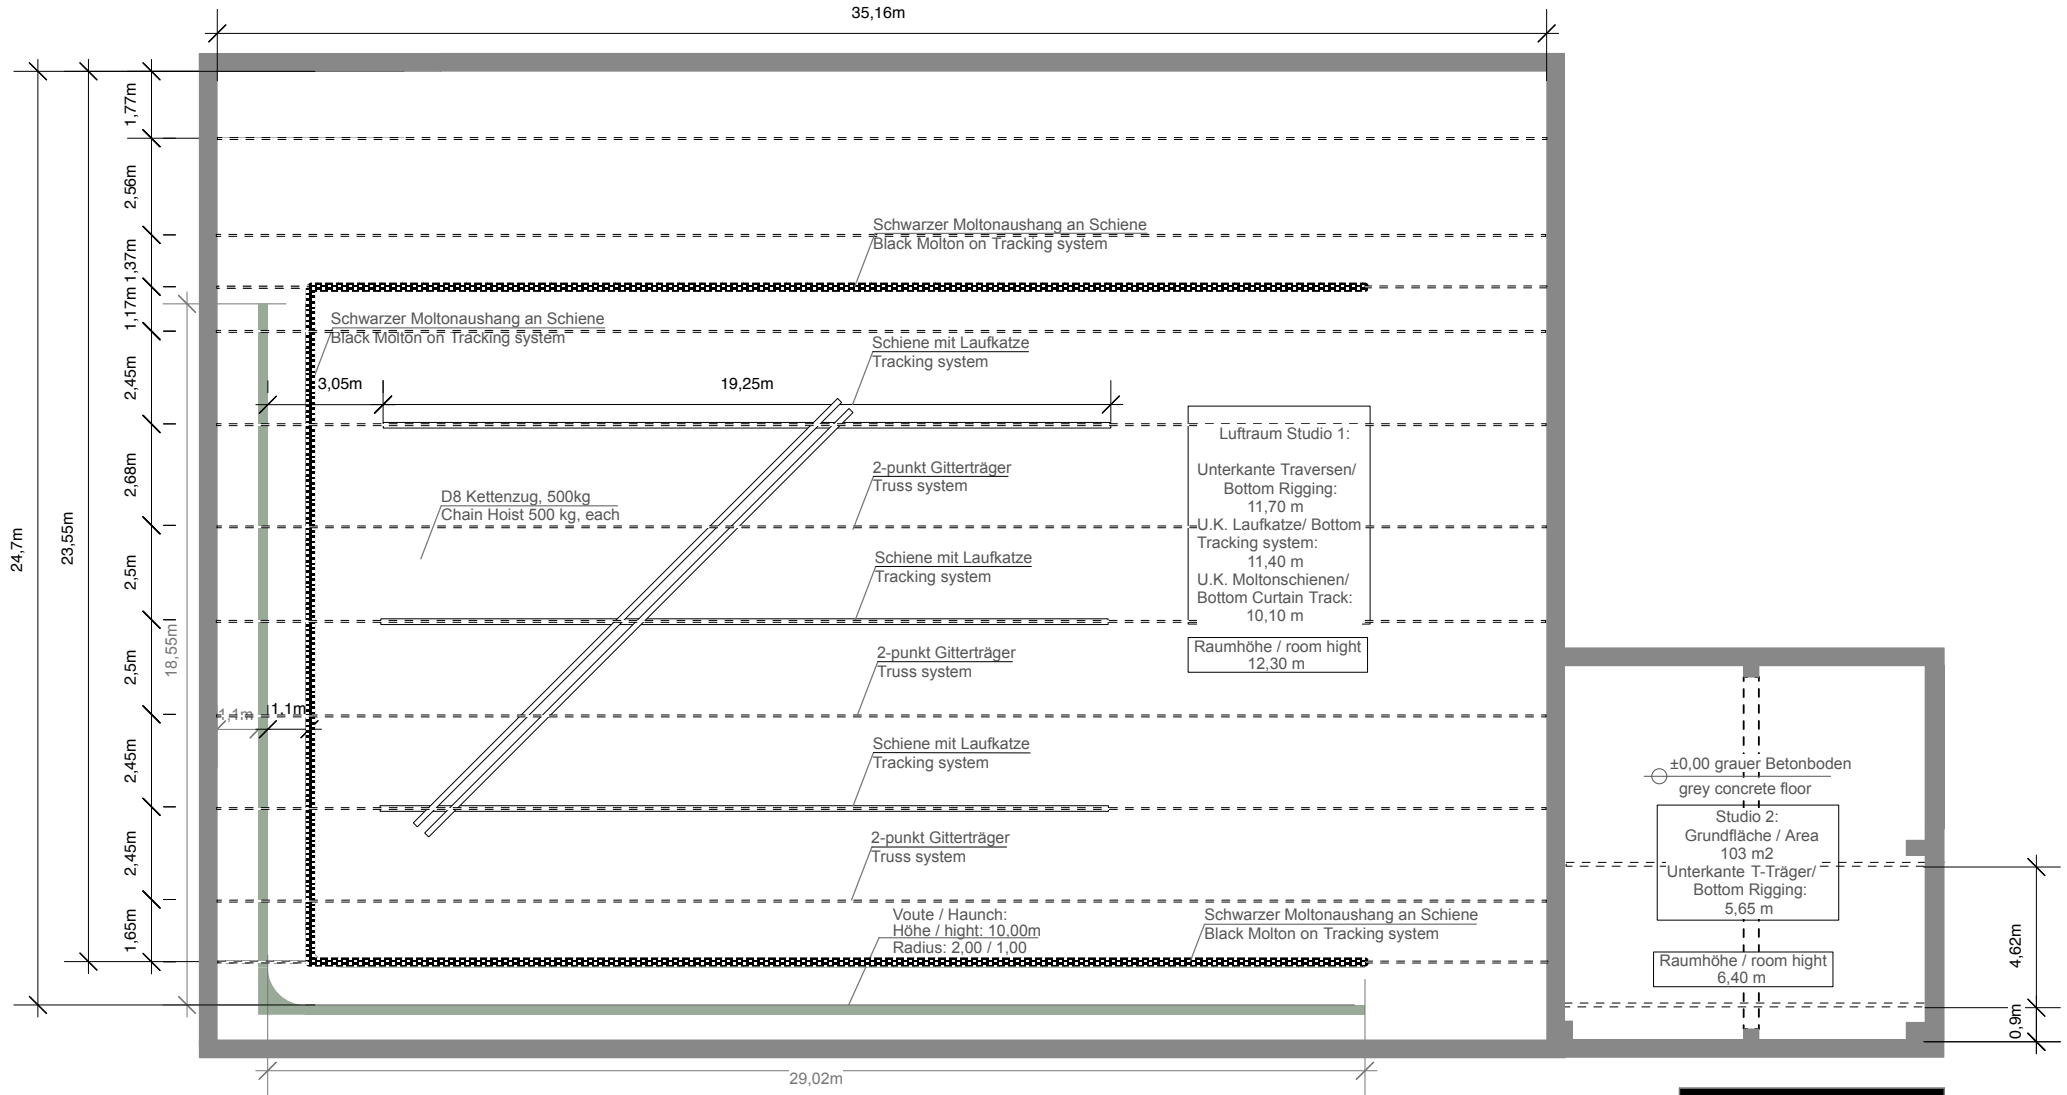 35,16m
1,77m
2,56m
1,37m
1,17m
2,45m
2,68m
2,5m
2,5m
2,45m
2,45m
1,65m
24,7m
23,55m
18,55m
1,1m
1,1m
Schwarzer Moltonaushang an Schiene
Black Molton on Tracking system
Schwarzer Moltonaushang an Schiene
Black Molton on Tracking system
3,05m
19,25m
Schiene mit Laufkatze
Tracking system
2-punkt Gitterträger
Truss system
D8 Kettenzug, 500kg
Chain Hoist 500 kg, each
Schiene mit Laufkatze
Tracking system
2-punkt Gitterträger
Truss system
Schiene mit Laufkatze
Tracking system
2-punkt Gitterträger
Truss system
Luftraum Studio 1:
Unterkante Traversen/
Bottom Rigging:
11,70 m
U.K. Laufkatze/ Bottom
Tracking system:
11,40 m
U.K. Moltonschienen/
Bottom Curtain Track:
10,10 m
Raumhöhe / room hight
12,30 m
Voute / Haunch:
Höhe / hight: 10,00m
Radius: 2,00 / 1,00
Schwarzer Moltonaushang an Schiene
Black Molton on Tracking system
29,02m
±0,00 grauer Betonboden
grey concrete floor
Studio 2:
Grundfläche / Area
103 m2
Unterkante T-Träger/
Bottom Rigging:
5,65 m
Raumhöhe / room hight
6,40 m
4,62m
0,9m